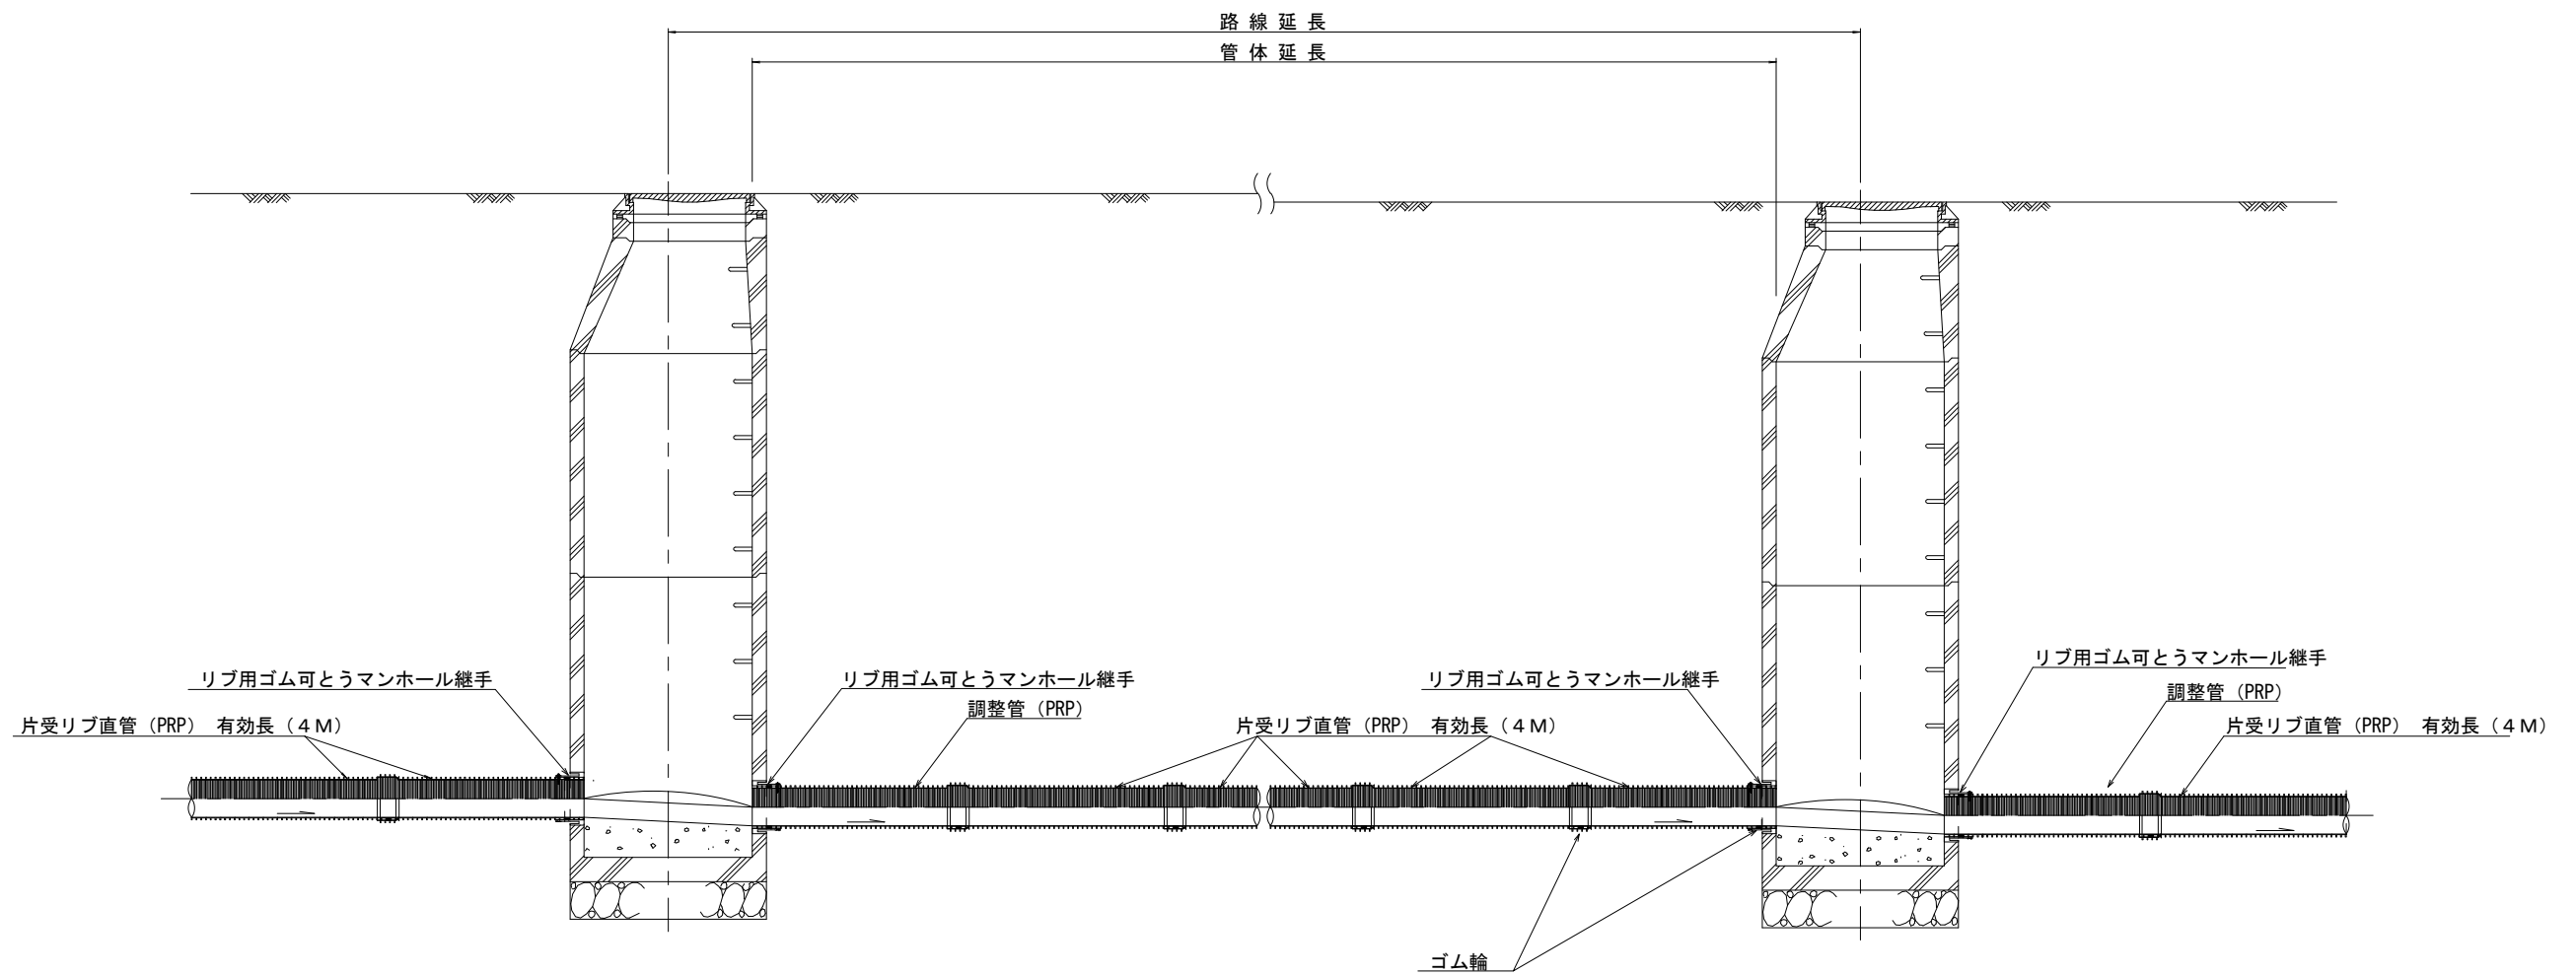 路線延長
管体延長
リブ用ゴム可とうマンホール継手
リブ用ゴム可とうマンホール継手
リブ用ゴム可とうマンホール継手
リブ用ゴム可とうマンホール継手
調整管（PRP）
調整管（PRP）
片受リブ直管（PRP） 有効長（４Ｍ）
片受リブ直管（PRP） 有効長（４Ｍ）
片受リブ直管（PRP） 有効長（４Ｍ）
ゴム輪